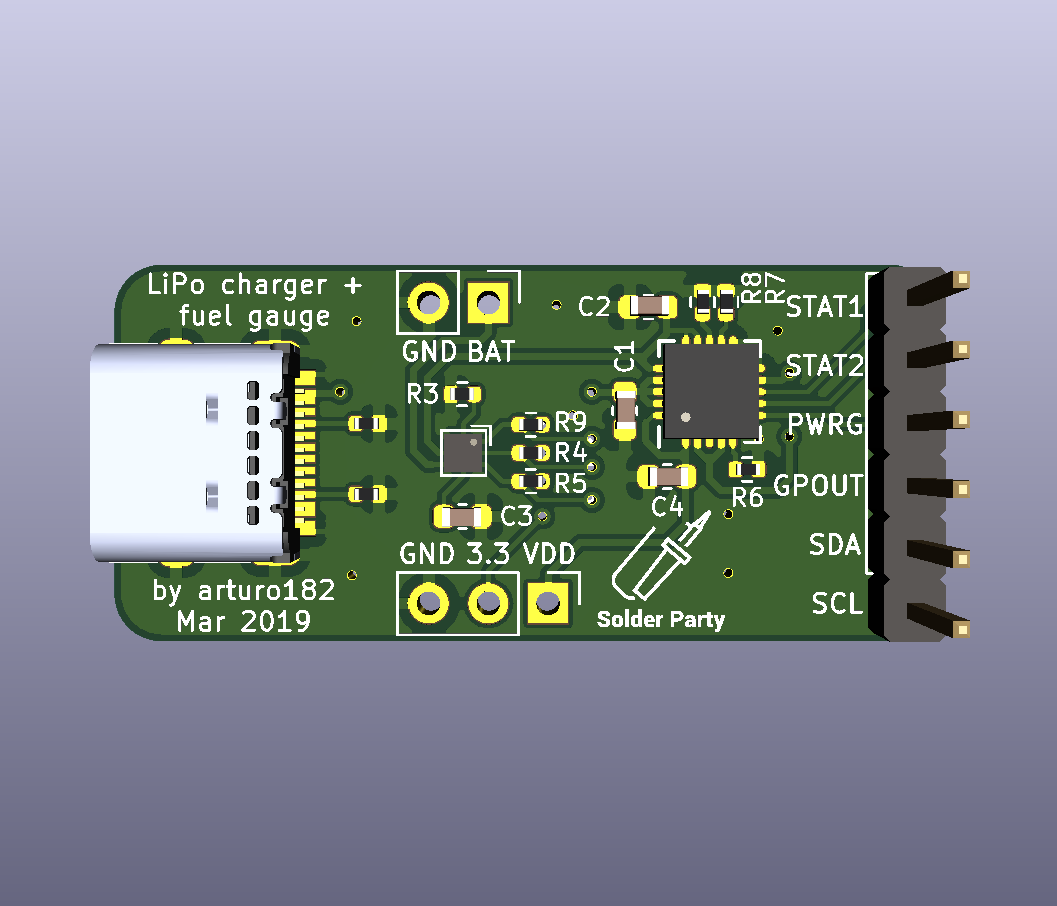 LiPo charger +
fuel gauge
GND BAT
C2
R8
R7
STAT1
C1
STAT2
R3
R9
PWRG
R4
R5
GPOUT
R6
C4
C3
GND 3.3 VDD
SDA
by arturo182
Mar 2019
SCL
Solder Party